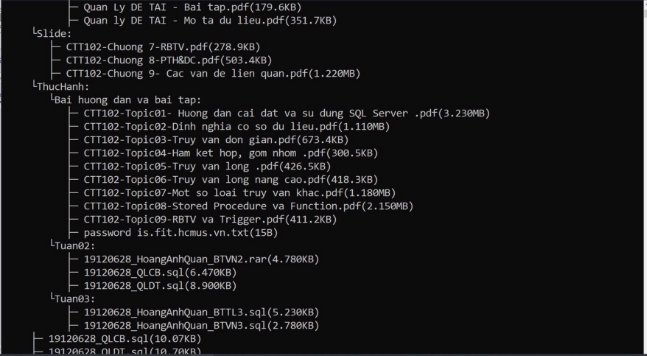 ├─ Quan Ly DE TAI - Bai tap.pdf(179.6KB)
├─ Quan ly DE TAI - Mo ta du lieu.pdf(351.7KB)
└Slide:
├─ CTT102-Chuong 7-RBTV.pdf(278.9KB)
├─ CTT102-Chuong 8-PTH&DC.pdf(503.4KB)
├─ CTT102-Chuong 9- Cac van de lien quan.pdf(1.220MB)
└ThucHanh:
└Bai huong dan va bai tap:
├─ CTT102-Topic01- Huong dan cai dat va su dung SQL Server .pdf(3.230MB)
├─ CTT102-Topic02-Dinh nghia co so du lieu.pdf(1.110MB)
├─ CTT102-Topic03-Truy van don gian.pdf(673.4KB)
├─ CTT102-Topic04-Ham ket hop, gom nhom .pdf(300.5KB)
├─ CTT102-Topic05-Truy van long .pdf(426.5KB)
├─ CTT102-Topic06-Truy van long nang cao.pdf(418.3KB)
├─ CTT102-Topic07-Mot so loai truy van khac.pdf(1.180MB)
├─ CTT102-Topic08-Stored Procedure va Function.pdf(2.150MB)
├─ CTT102-Topic09-RBTV va Trigger.pdf(411.2KB)
├─ password is.fit.hcmus.vn.txt(15B)
└Tuan02:
├─ 19120628_HoangAnhQuan_BTVN2.rar(4.780KB)
├─ 19120628_QLCB.sql(6.470KB)
├─ 19120628_QLDT.sql(8.900KB)
└Tuan03:
├─ 19120628_HoangAnhQuan_BTTL3.sql(5.230KB)
├─ 19120628_HoangAnhQuan_BTVN3.sql(2.780KB)
├─ 19120628_QLCB.sql(10.07KB)
├─ 19120628_QLDT.sql(10.70KB)